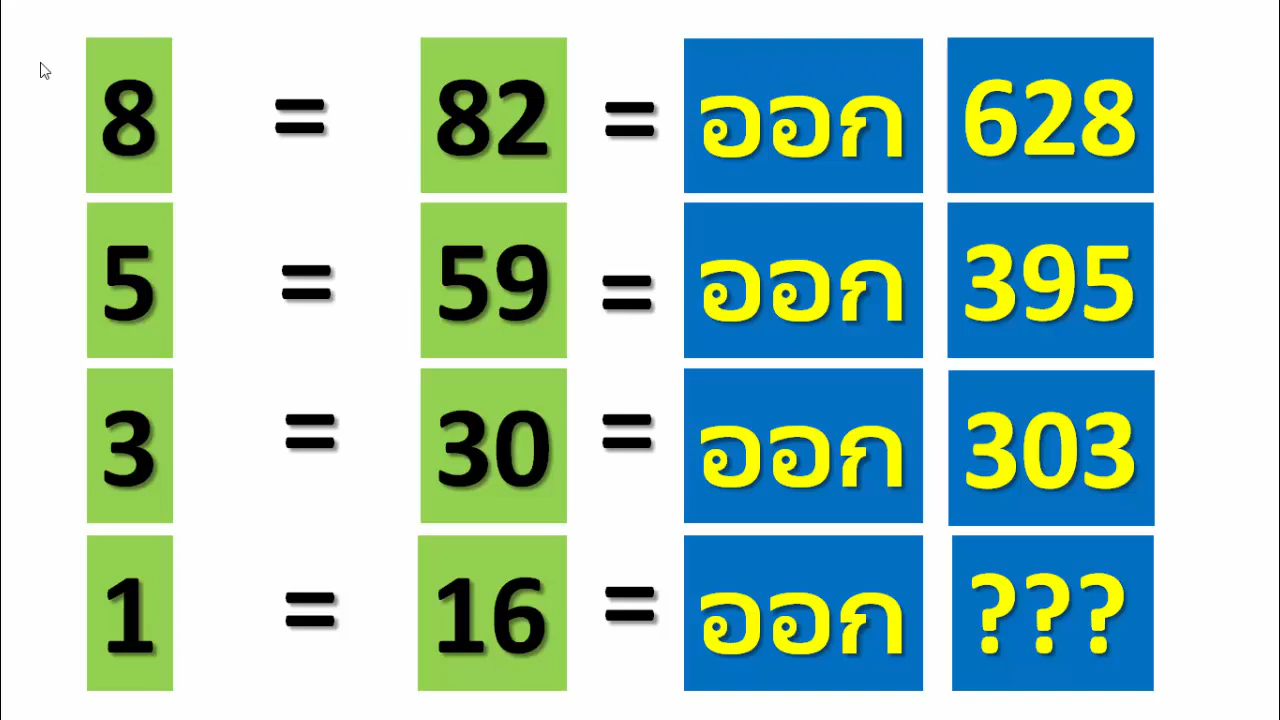 8 = 82 = ออก 628
5 = 59 = ออก 395
3 = 30 = ออก 303
1 = 16 = ออก ???